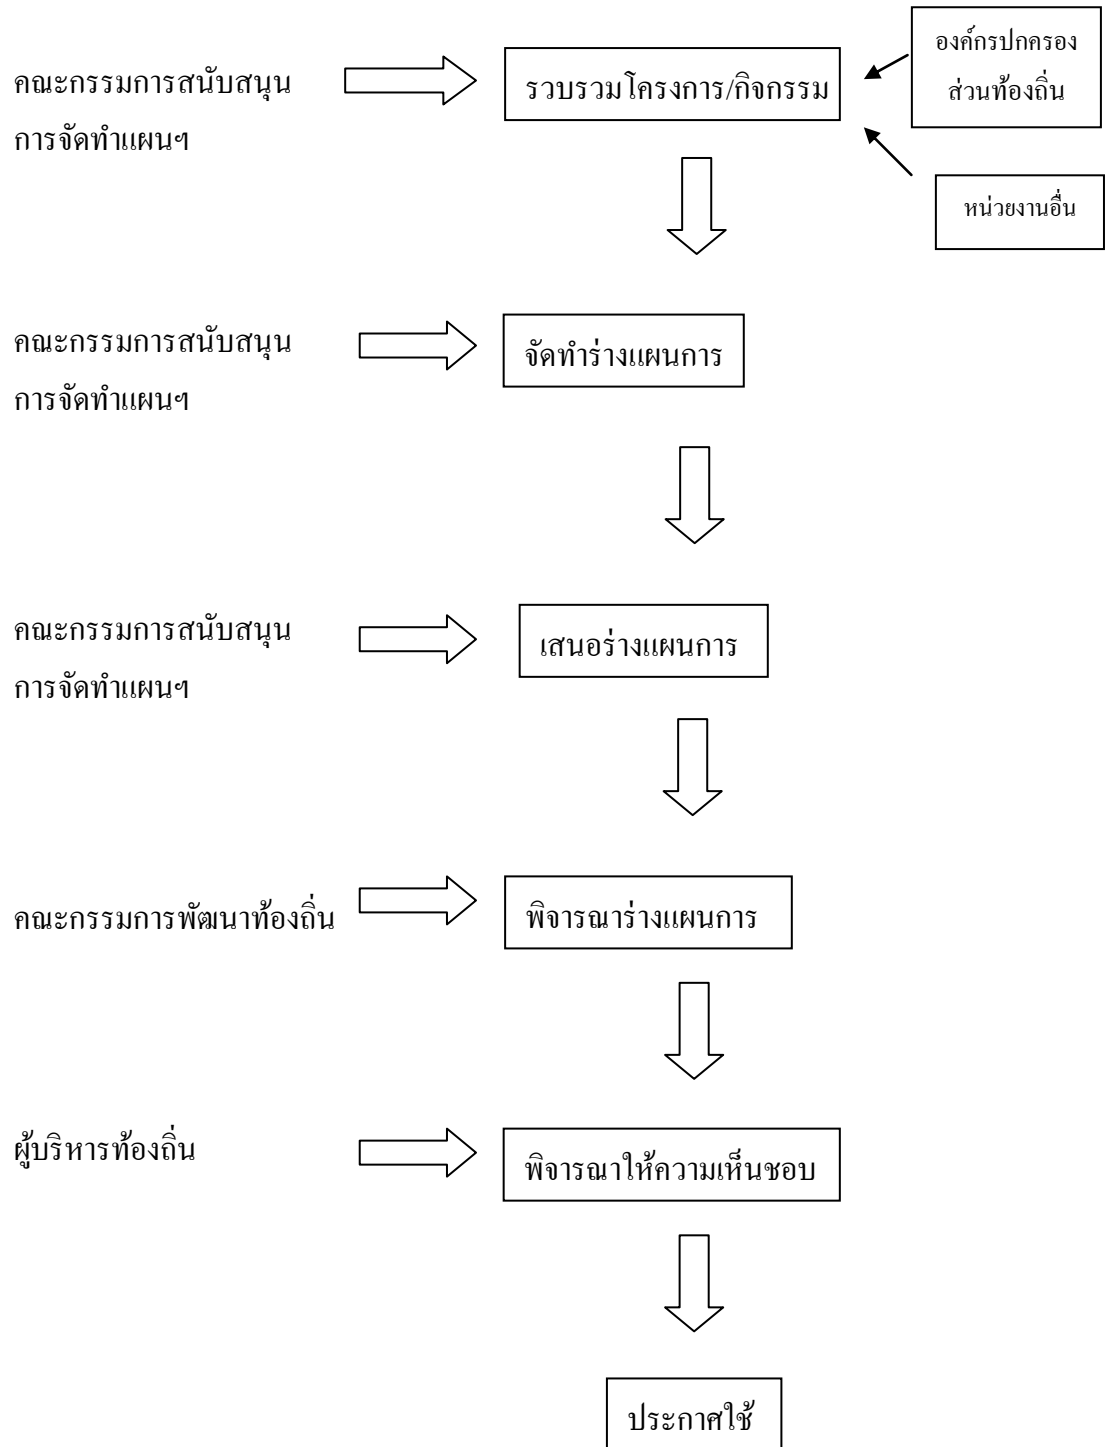 องค์กรปกครอง
ส่วนท้องถิ่น
คณะกรรมการสนับสนุน
การจัดทำแผนฯ
รวบรวมโครงการ/กิจกรรม
หน่วยงานอื่น
คณะกรรมการสนับสนุน
การจัดทำแผนฯ
จัดทำร่างแผนการ
คณะกรรมการสนับสนุน
การจัดทำแผนฯ
เสนอร่างแผนการ
คณะกรรมการพัฒนาท้องถิ่น
พิจารณาร่างแผนการ
ผู้บริหารท้องถิ่น
พิจารณาให้ความเห็นชอบ
ประกาศใช้